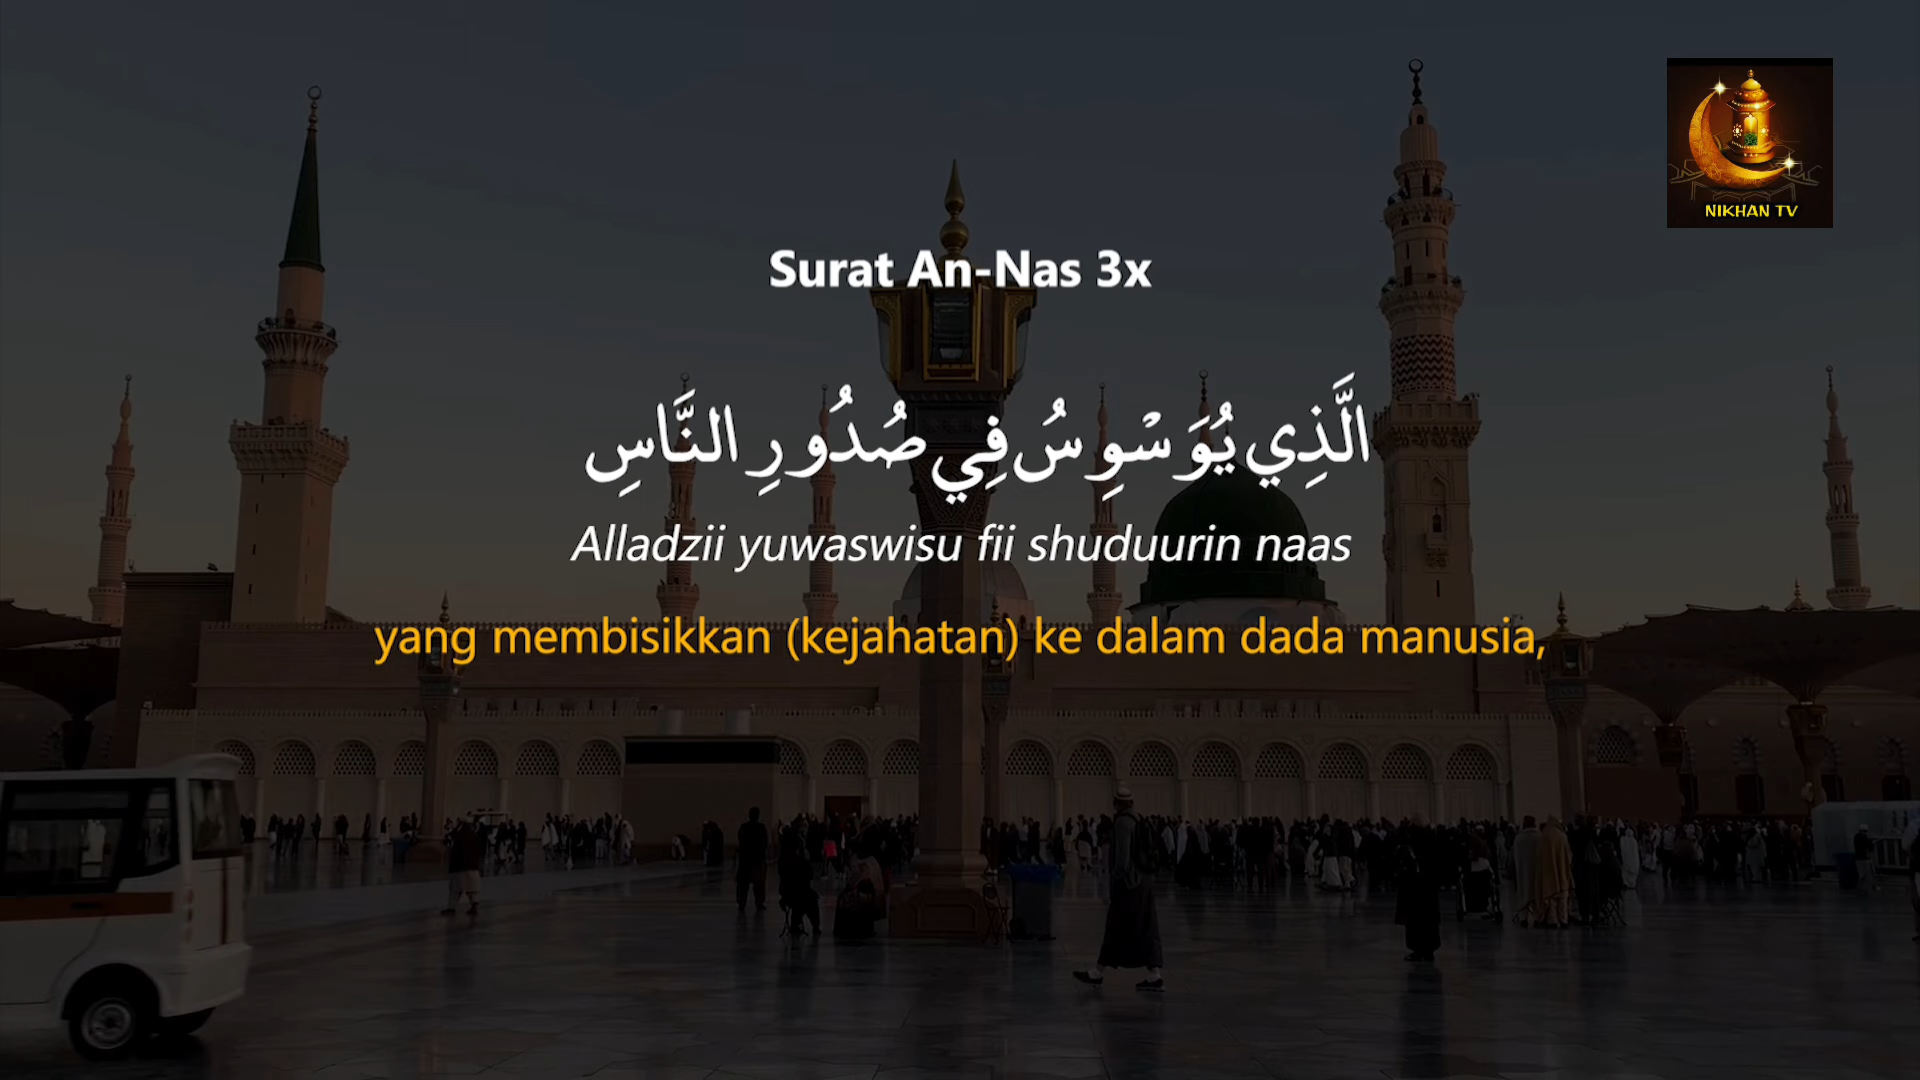 NIKHAN TV
Surat An-Nas 3x
الَّذِي يُوَسْوِسُ فِي صُدُورِ النَّاسِ
Alladzii yuwaswisu fii shuduurin naas
yang membisikkan (kejahatan) ke dalam dada manusia,